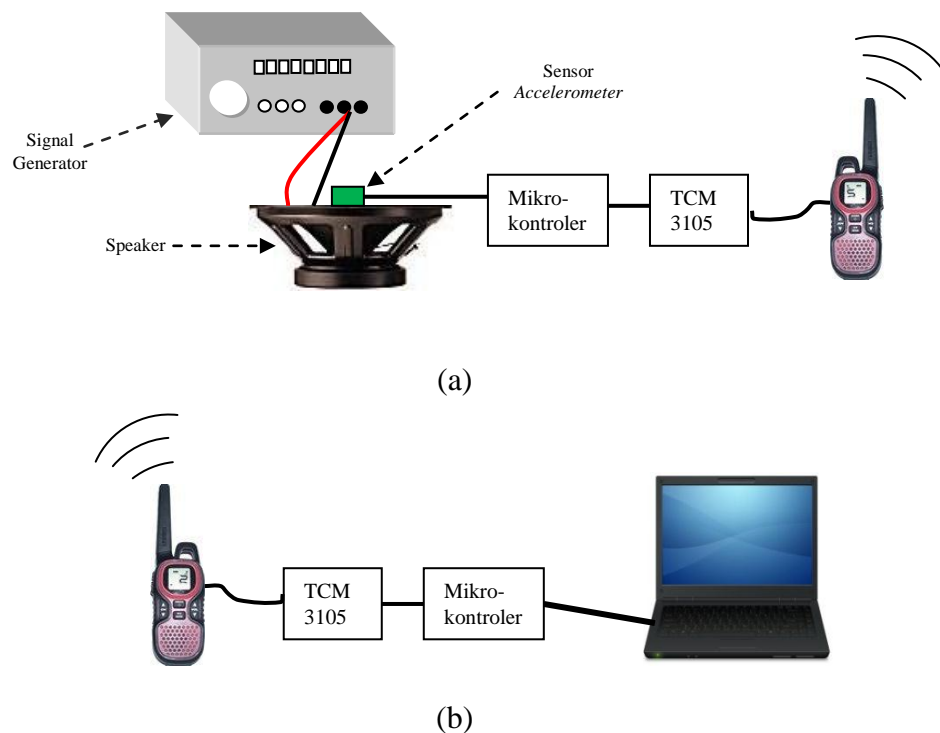 Sensor
Accelerometer
Signal
Generator
Mikro-
kontroler
TCM
3105
Speaker
(a)
TCM
3105
Mikro-
kontroler
(b)